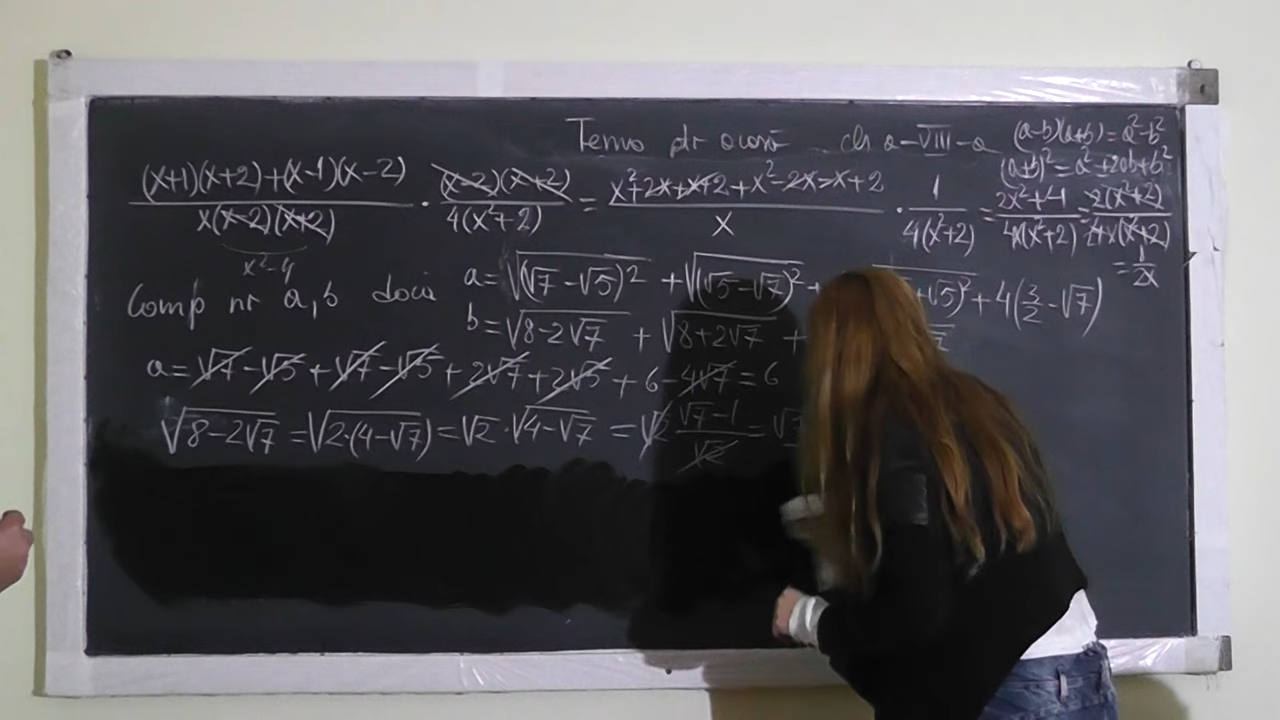 Tema pt acasă cls a-VIII-a (a-b)(a+b)=a²-b²
(a+b)²=a²+2ab+b²
((x+1)(x+2)+(x-1)(x-2))/(x(x-2)(x+2)) · ((x-2)(x+2))/(4(x²+2)) = (x²+2x+x+2+x²-2x-x+2)/x · 1/(4(x²+2)) = (2x²+4)/(4x(x²+2)) = 2(x²+2)/(4x(x²+2))
x²-4
= 1/2x
Comp nr a,b dacă a=√(√7-√5)² + √(√5-√7)² + +√5)² + 4(3/2-√7)
b=√8-2√7 + √8+2√7 +
a=√7-√5+√7-√5+2√7+2√5+6-4√7=6
√8-2√7 = √2·(4-√7) = √2·√4-√7 = √2 (√7-1)/√2 = √7